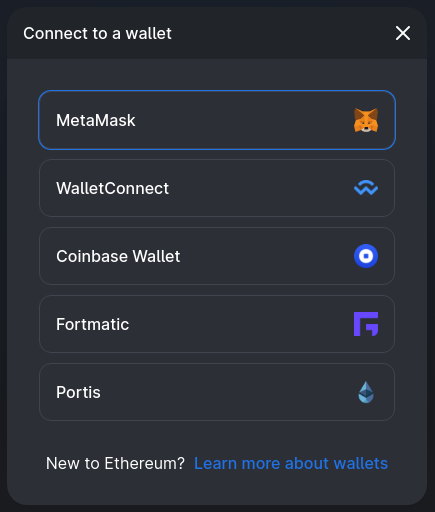 Connect to a wallet
MetaMask
WalletConnect
Coinbase Wallet
Fortmatic
Portis
New to Ethereum? Learn more about wallets